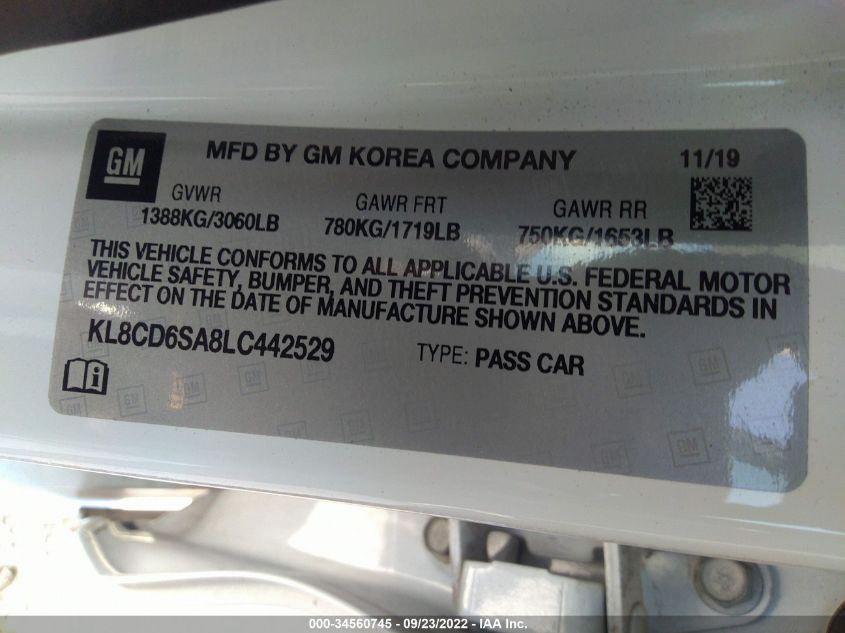 GM
MFD BY GM KOREA COMPANY 11/19
GVWR GAWR FRT GAWR RR
1388KG/3060LB 780KG/1719LB 750KG/1653LB
THIS VEHICLE CONFORMS TO ALL APPLICABLE U.S. FEDERAL MOTOR
VEHICLE SAFETY, BUMPER, AND THEFT PREVENTION STANDARDS IN
EFFECT ON THE DATE OF MANUFACTURE SHOWN ABOVE.
KL8CD6SA8LC442529 TYPE: PASS CAR
000-34560745 - 09/23/2022 - IAA Inc.